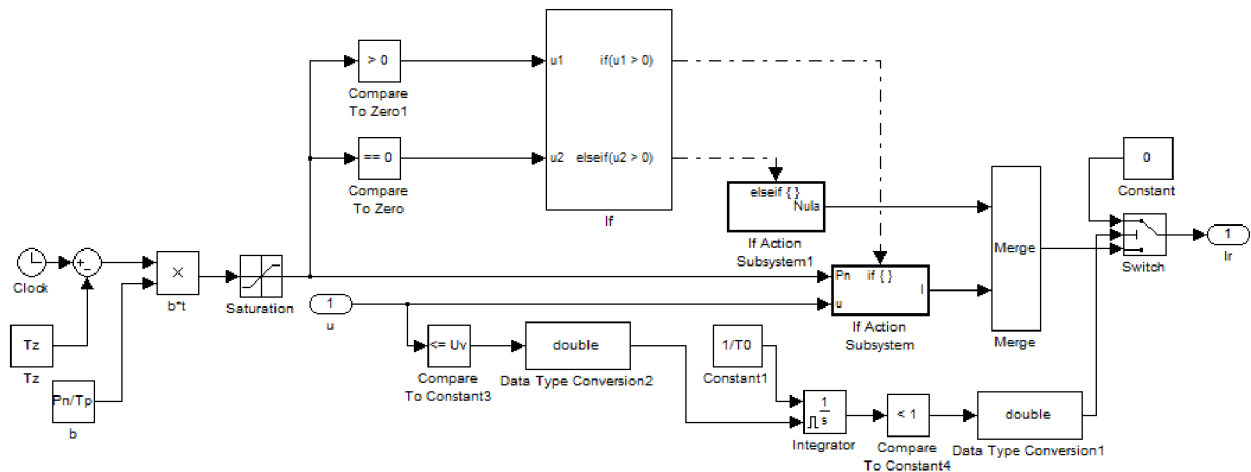 > 0
Compare
To Zero1
u1
if(u1 > 0)
== 0
Compare
To Zero
u2
elseif(u2 > 0)
If
elseif { }
Nula
If Action
Subsystem1
0
Constant
Merge
Merge
Switch
1
Ir
Clock
+
−
×
b*t
Saturation
Tz
Tz
Pn/Tp
b
1
u
Pn
if { }
u
I
If Action
Subsystem
<= Uv
Compare
To Constant3
double
Data Type Conversion2
1/T0
Constant1
1
s
Integrator
< 1
Compare
To Constant4
double
Data Type Conversion1